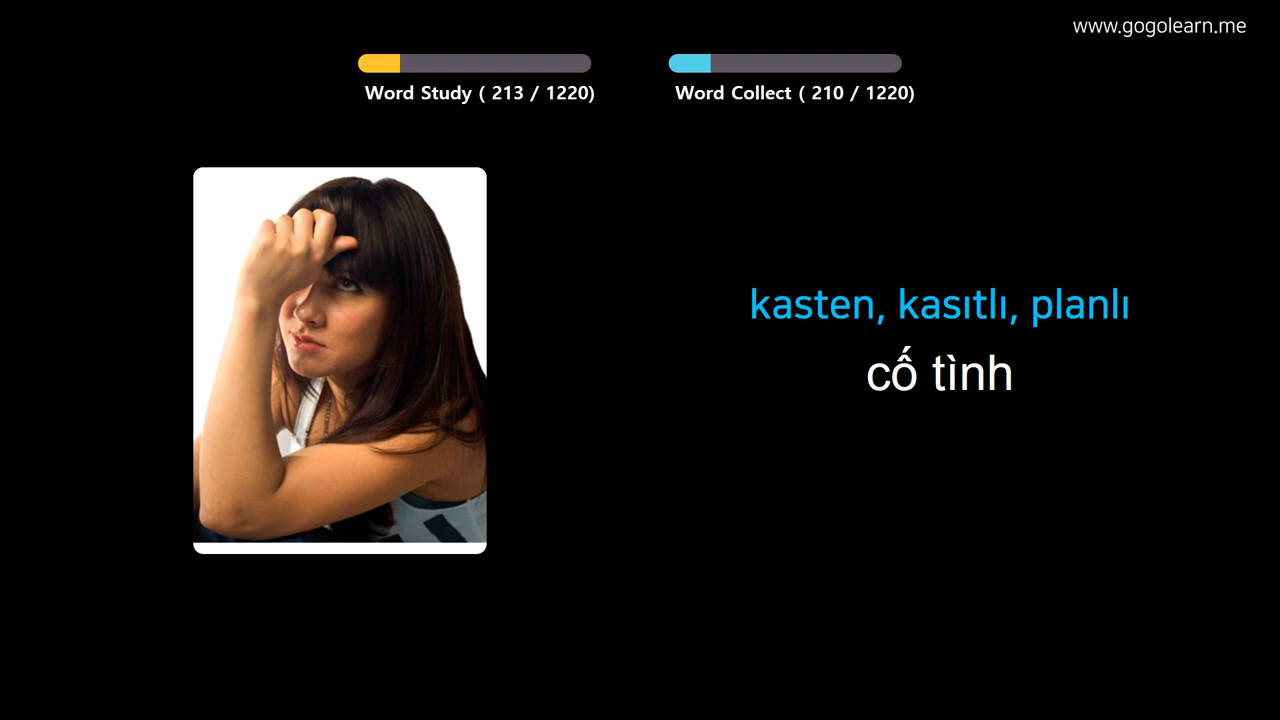 www.gogolearn.me
Word Study ( 213 / 1220)
Word Collect ( 210 / 1220)
kasten, kasıtlı, planlı
cố tình